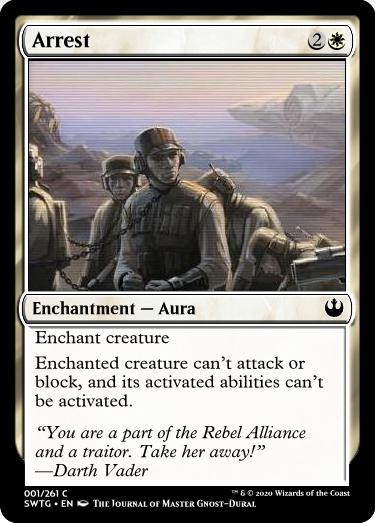 Arrest 2
Enchantment — Aura
Enchant creature
Enchanted creature can't attack or
block, and its activated abilities can't
be activated.
“You are a part of the Rebel Alliance
and a traitor. Take her away!”
—Darth Vader
001/261 C
™ & © 2020 Wizards of the Coast
SWTG • EN The Journal of Master Gnost-Dural